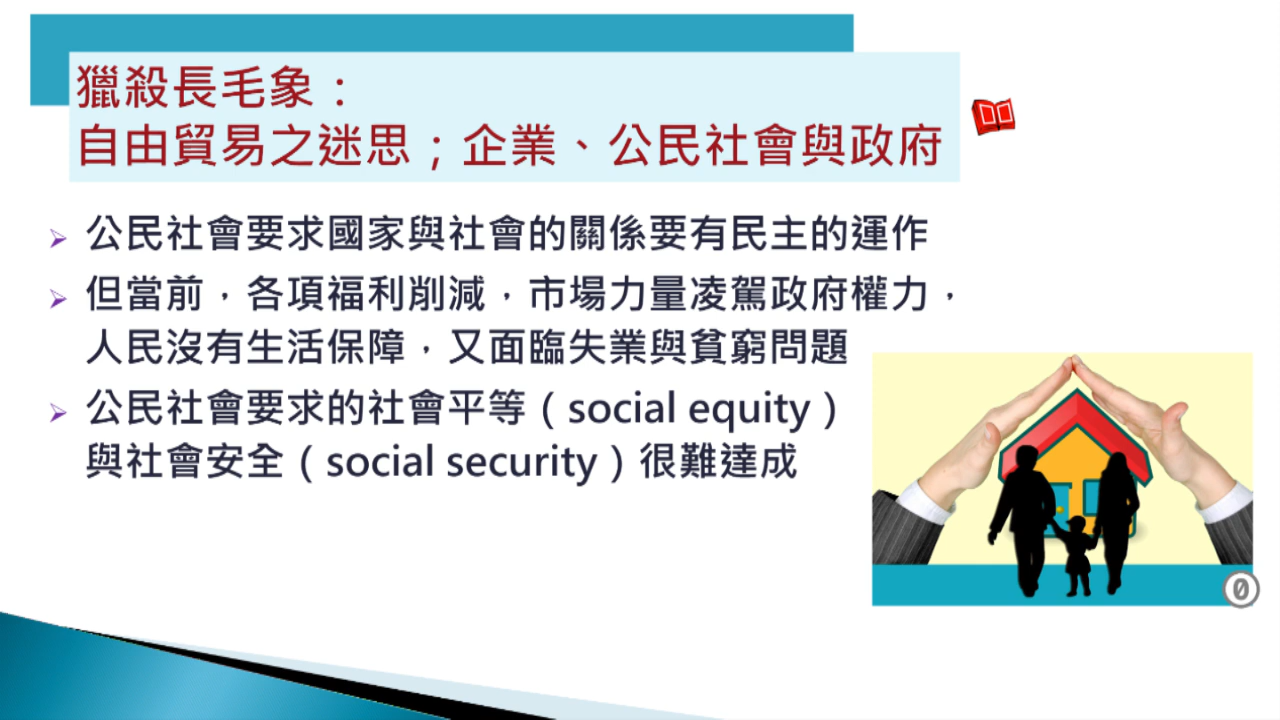 獵殺長毛象：
自由貿易之迷思；企業、公民社會與政府
公民社會要求國家與社會的關係要有民主的運作
但當前，各項福利削減，市場力量凌駕政府權力，
人民沒有生活保障，又面臨失業與貧窮問題
公民社會要求的社會平等（social equity）
與社會安全（social security）很難達成
0